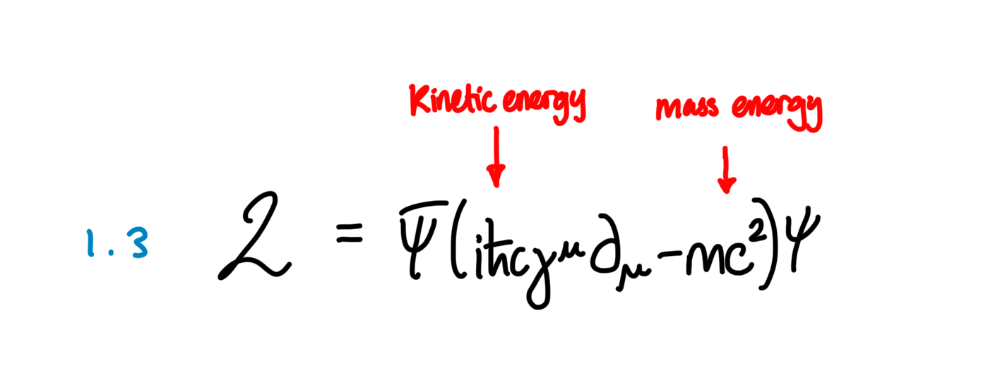 Kinetic energy mass energy
1.3 ℒ = ψ̅(iħcγ^μ∂_μ - mc²)ψ